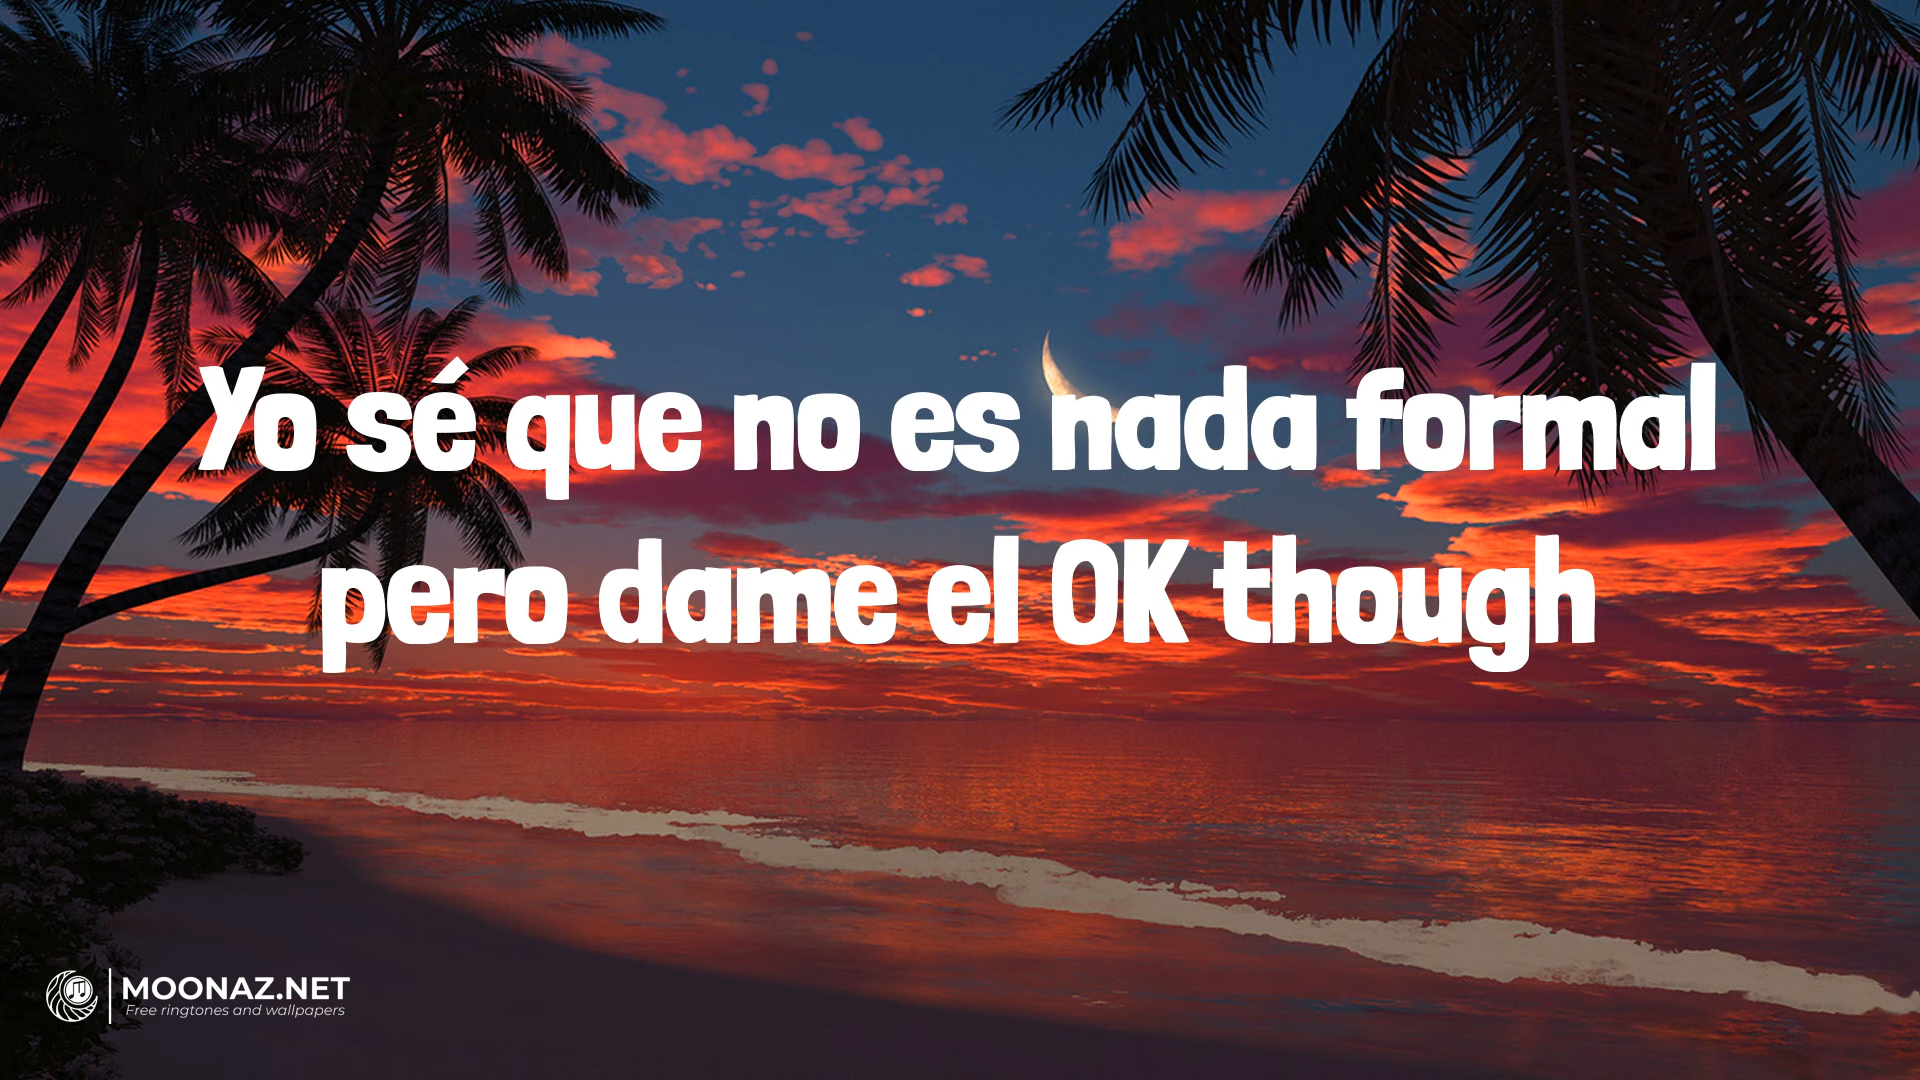 Yo sé que no es nada formal
pero dame el OK though
MOONAZ.NET
Free ringtones and wallpapers